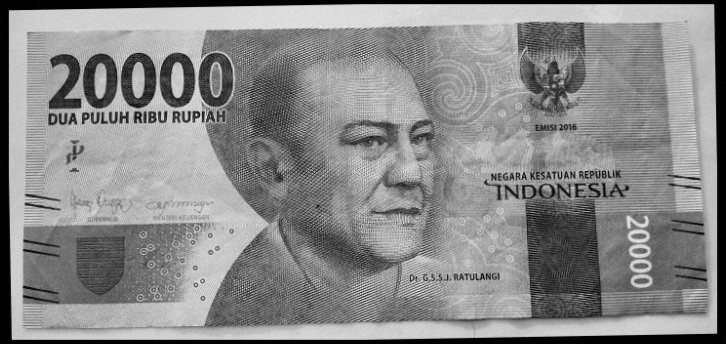 20000
DUA PULUH RIBU RUPIAH
EMISI 2016
NEGARA KESATUAN REPUBLIK
INDONESIA
GUBERNUR
MENTERI KEUANGAN
20000
Dr. G.S.S.J. RATULANGI